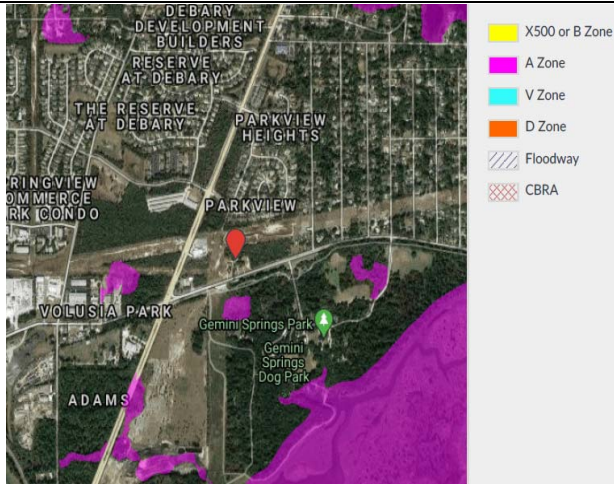 DEBARY
DEVELOPMENT
BUILDERS
RESERVE
AT DEBARY
THE RESERVE
AT DEBARY
PARKVIEW
HEIGHTS
RINGVIEW
OMMERCE
RK CONDO
PARKVIEW
VOLUSIA PARK
Gemini Springs Park
Gemini
Springs
Dog Park
ADAMS
X500 or B Zone
A Zone
V Zone
D Zone
Floodway
CBRA